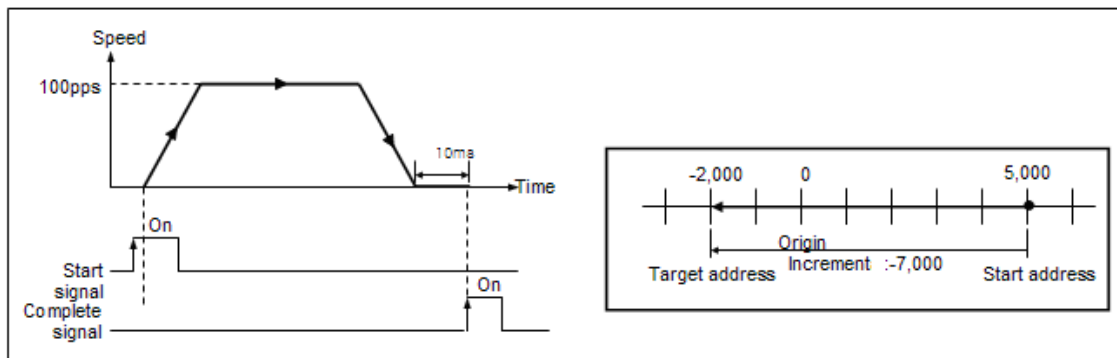 Speed
100pps
10ms
Time
On
Start
signal
On
Complete
signal
-2,000 0 5,000
Origin
Increment :-7,000
Target address Start address